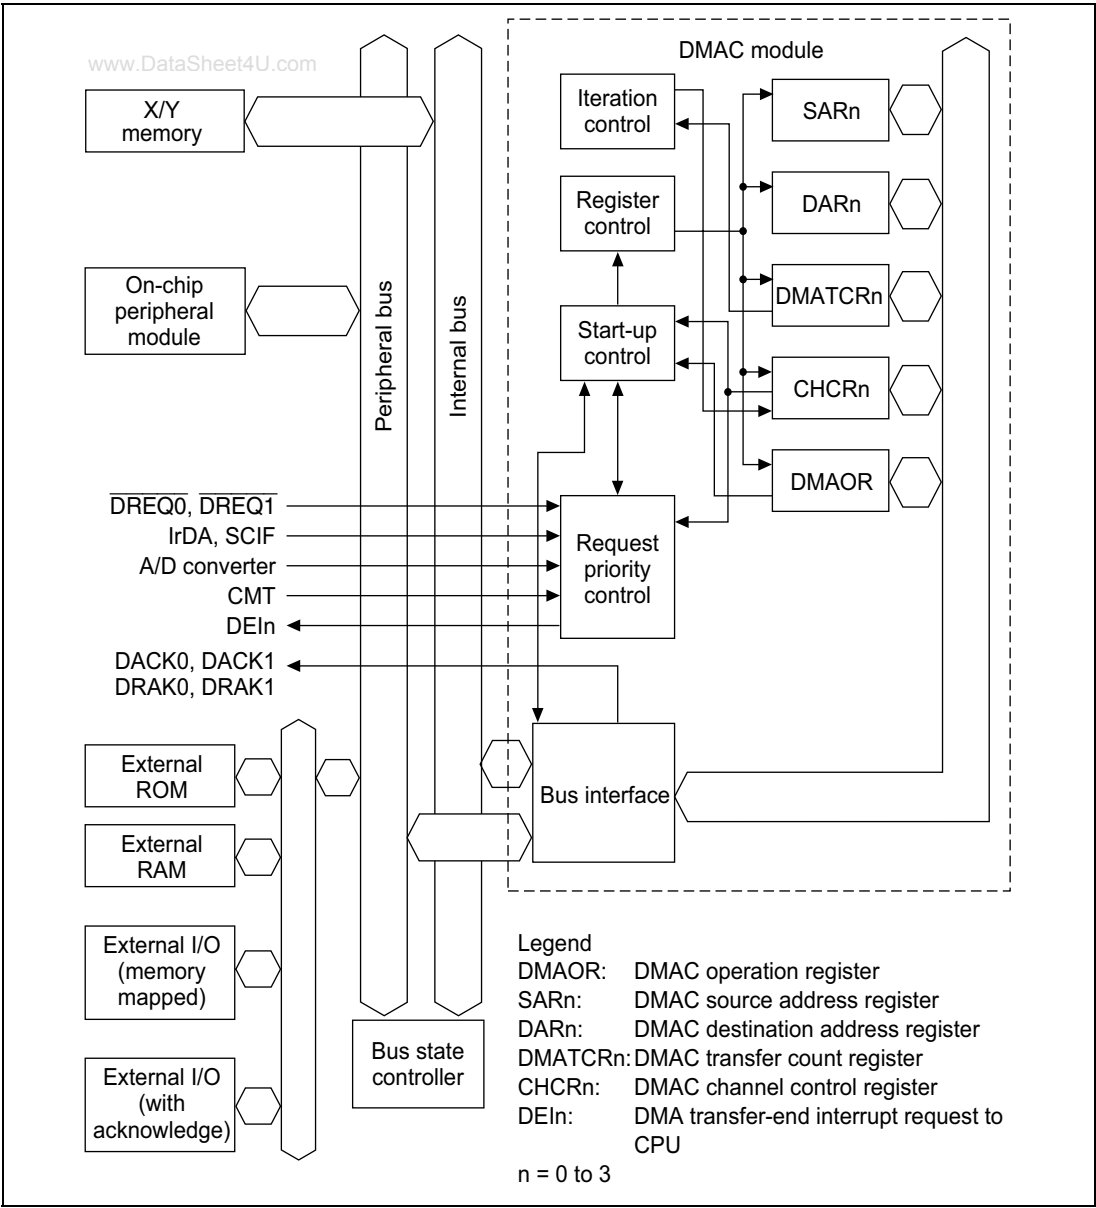 www.DataSheet4U.com
DMAC module
X/Y
memory
Iteration
control
SARn
Register
control
DARn
On-chip
peripheral
module
Peripheral bus
Internal bus
Start-up
control
DMATCRn
CHCRn
DMAOR
DREQ0, DREQ1
IrDA, SCIF
A/D converter
CMT
DEIn
Request
priority
control
DACK0, DACK1
DRAK0, DRAK1
External
ROM
Bus interface
External
RAM
External I/O
(memory
mapped)
External I/O
(with
acknowledge)
Bus state
controller
Legend
DMAOR: DMAC operation register
SARn: DMAC source address register
DARn: DMAC destination address register
DMATCRn: DMAC transfer count register
CHCRn: DMAC channel control register
DEIn: DMA transfer-end interrupt request to
CPU
n = 0 to 3